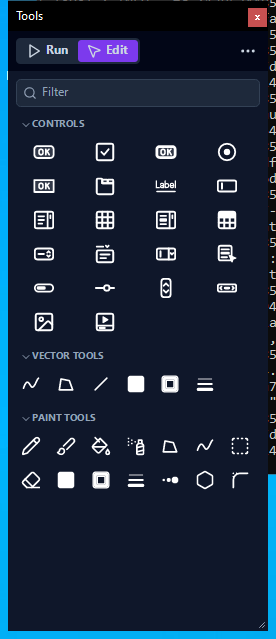 Tools
x
Run Edit
Filter
CONTROLS
OK OK
OK Label
VECTOR TOOLS
PAINT TOOLS